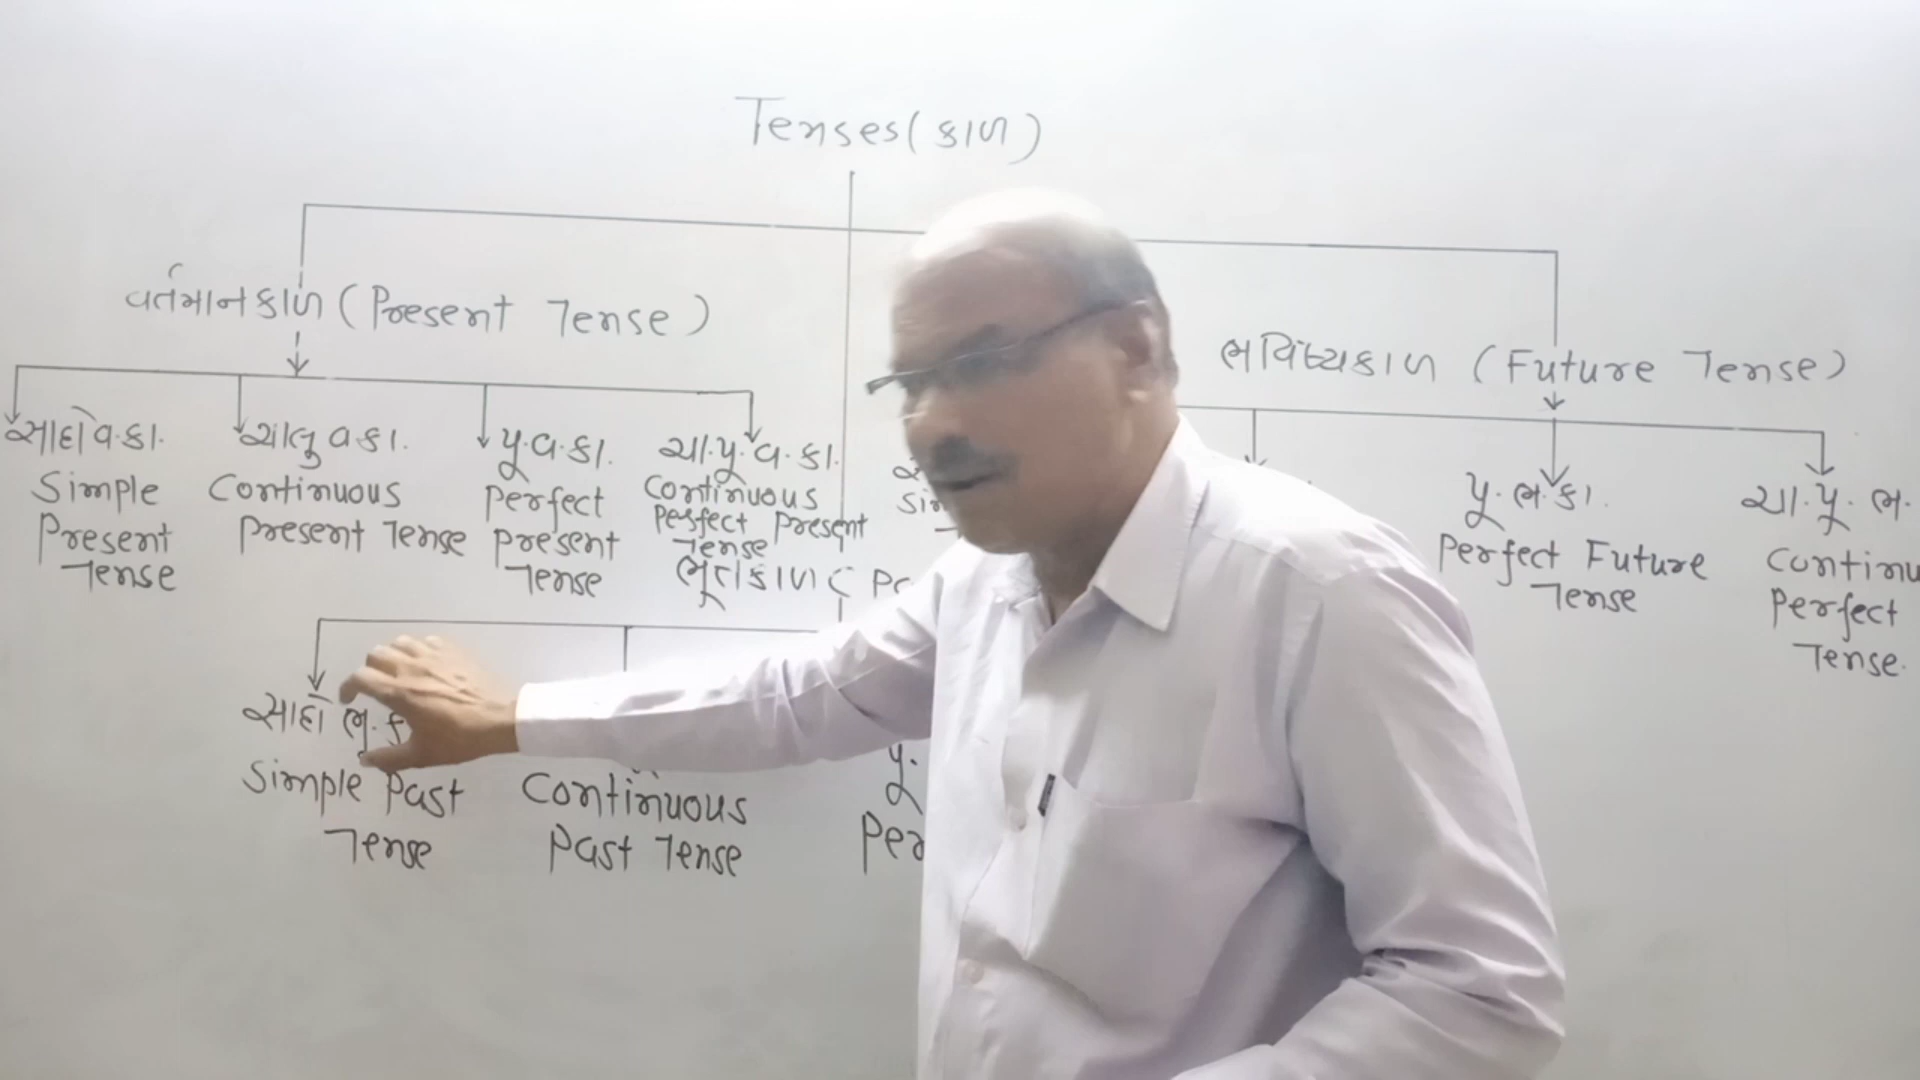 Tenses (કાળ)
વર્તમાનકાળ (Present Tense)
સાદો વ.કા.
Simple
Present
Tense
ચાલુ વ.કા.
Continuous
Present Tense
પૂ.વ.કા.
Perfect
Present
Tense
ચા.પૂ.વ.કા.
Continuous
Perfect Present
Tense
ભૂતકાળ (
સાદો ભૂ.
Simple Past
Tense
Continuous
Past Tense
પૂ.
ભવિષ્યકાળ (Future Tense)
પૂ.ભ.કા.
Perfect Future
Tense
ચા.પૂ.ભ.
Perfect
Tense.